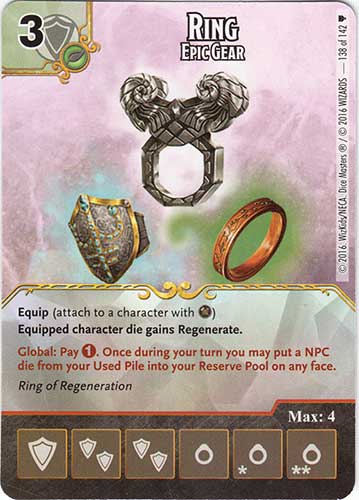 3
Ring
Epic Gear
© 2016 WizKids/NECA: Dice Masters ® / © 2016 WIZARDS — 138 of 142
Equip (attach to a character with )
Equipped character die gains Regenerate.
Global: Pay 1. Once during your turn you may put a NPC
die from your Used Pile into your Reserve Pool on any face.
Ring of Regeneration
Max: 4
* **